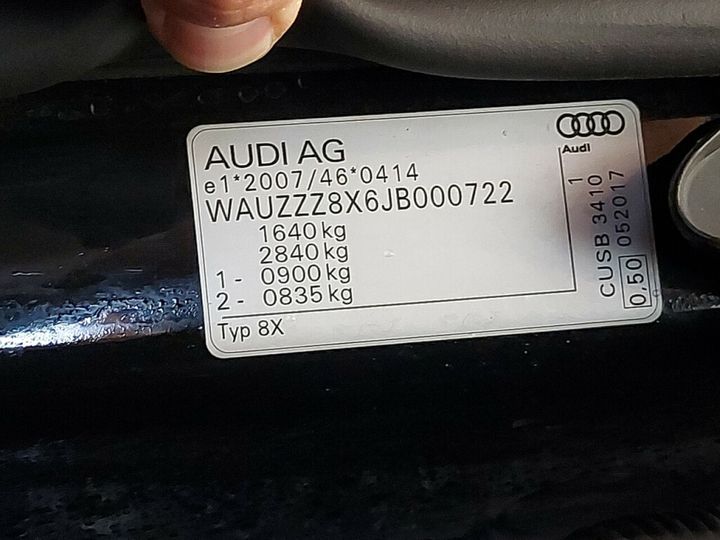 AUDI AG
e1*2007/46*0414
WAUZZZ8X6JB000722
1640 kg
2840 kg
1 - 0900 kg
2 - 0835 kg
Typ 8X
Audi
1
CUSB 3410
0,50 052017